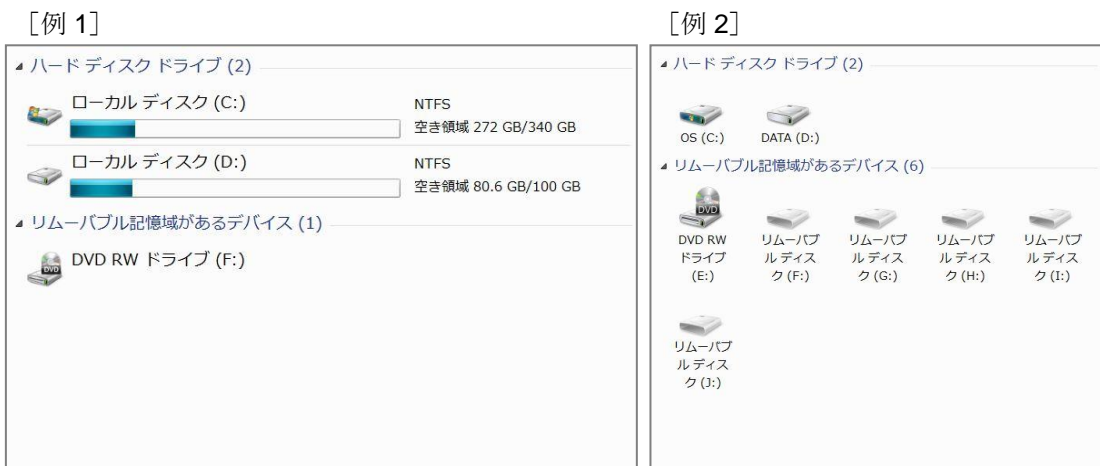 ［例 1］
ハード ディスク ドライブ (2)
ローカル ディスク (C:)
NTFS
空き領域 272 GB/340 GB
ローカル ディスク (D:)
NTFS
空き領域 80.6 GB/100 GB
リムーバブル記憶域があるデバイス (1)
DVD RW ドライブ (F:)
DVD
［例 2］
ハード ディスク ドライブ (2)
OS (C:)
DATA (D:)
リムーバブル記憶域があるデバイス (6)
DVD
DVD RW
ドライブ
(E:)
リムーバブ
ル ディス
ク (F:)
リムーバブ
ル ディス
ク (G:)
リムーバブ
ル ディス
ク (H:)
リムーバブ
ル ディス
ク (I:)
リムーバブ
ル ディス
ク (J:)